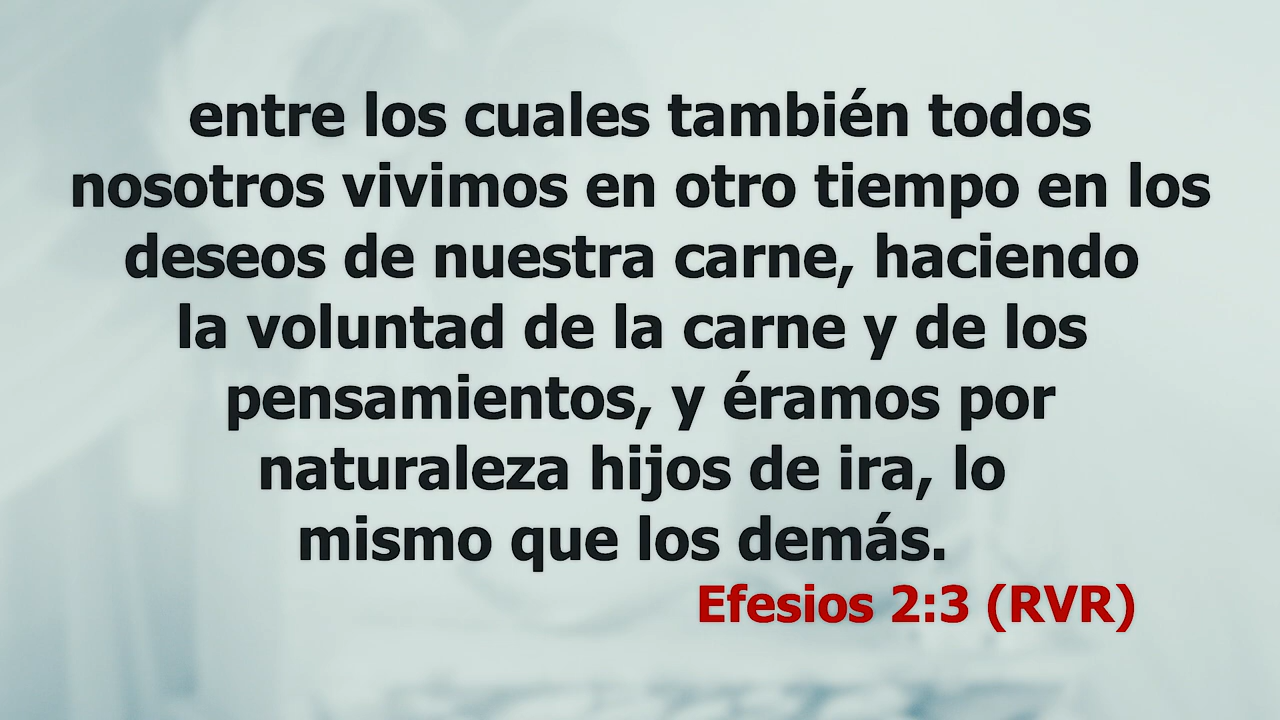 entre los cuales también todos
nosotros vivimos en otro tiempo en los
deseos de nuestra carne, haciendo
la voluntad de la carne y de los
pensamientos, y éramos por
naturaleza hijos de ira, lo
mismo que los demás.
Efesios 2:3 (RVR)